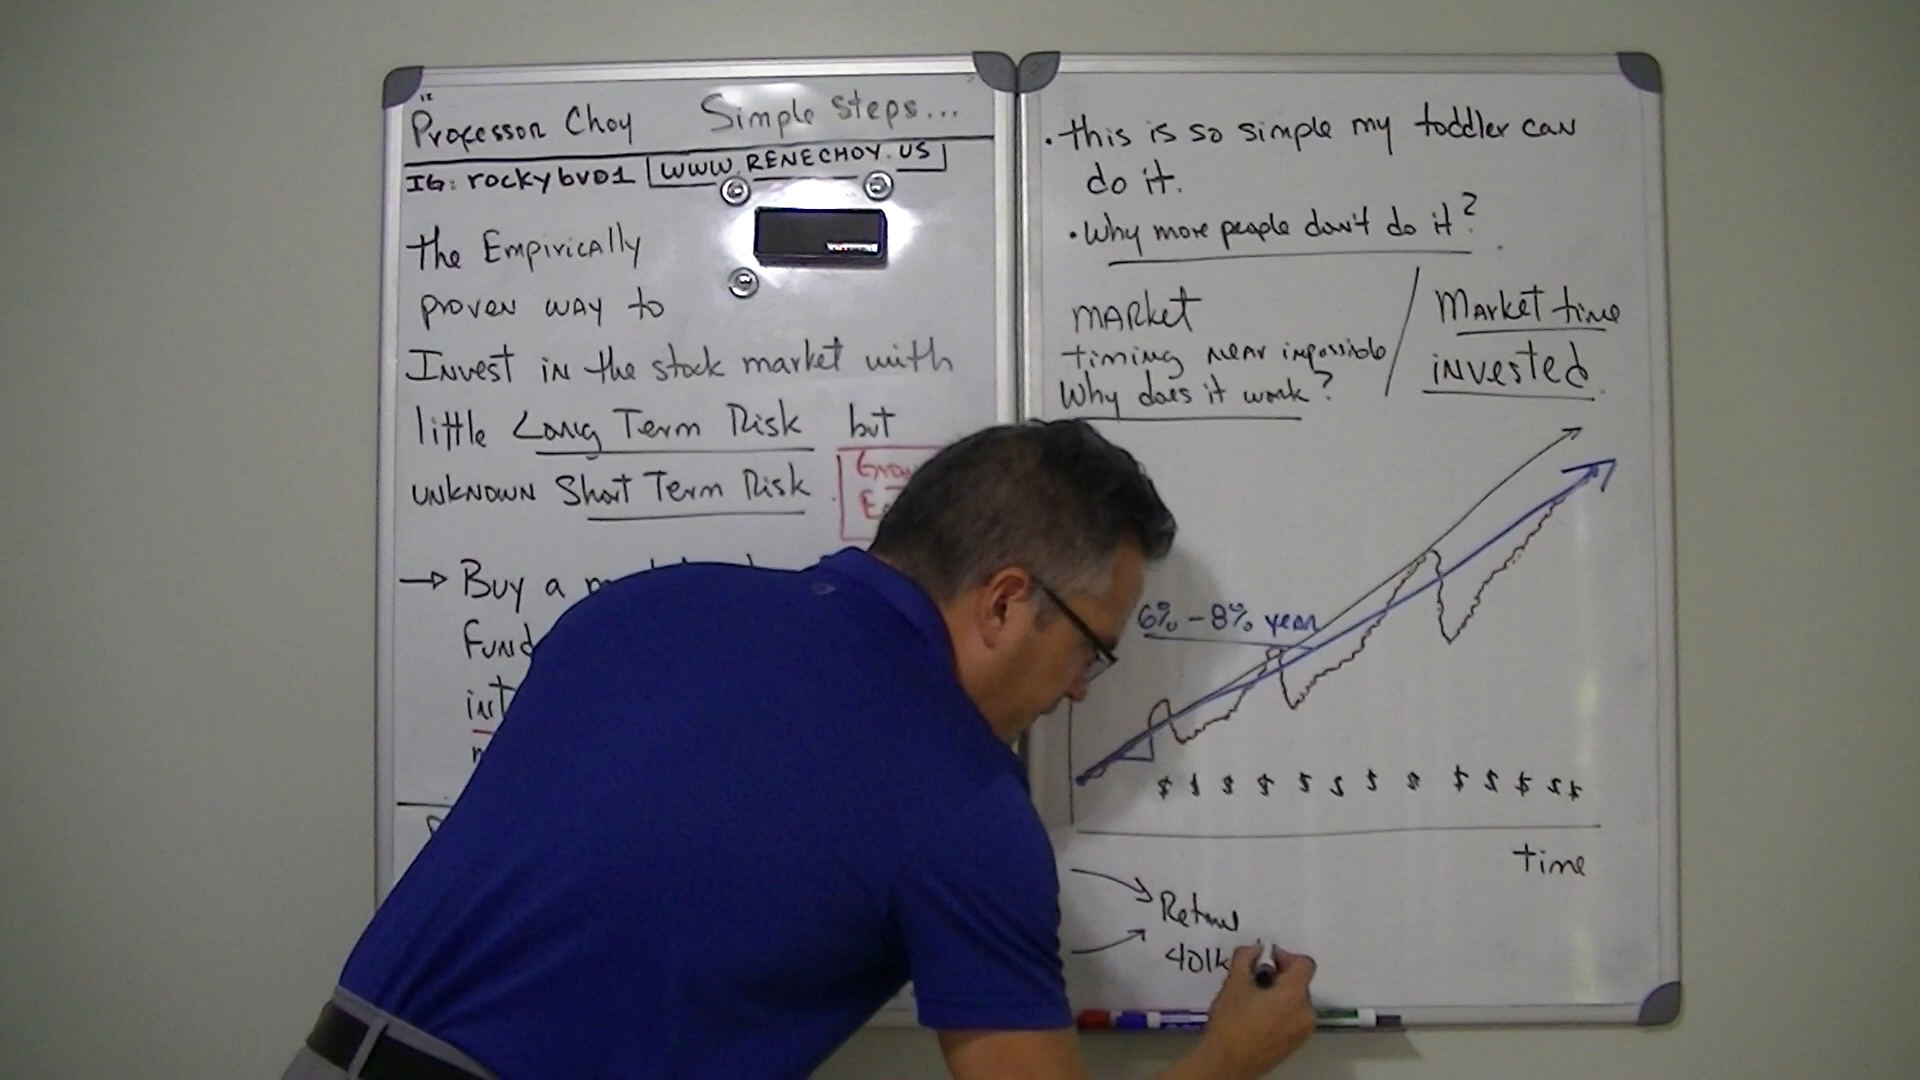 Professor Choy Simple Steps...
IG: rockybv01 WWW.RENECHOY.US
the Empirically
proven way to
Invest in the stock market with
little Long Term Risk but
unknown Short Term Risk
→ Buy a
Fund
• this is so simple my toddler can
do it.
• Why more people don't do it?
Market
timing near impossible
Why does it work?
Market time
invested
6% - 8% year
$ $ $ $ $ $ $ $ $ $ $ $ $
time
401k